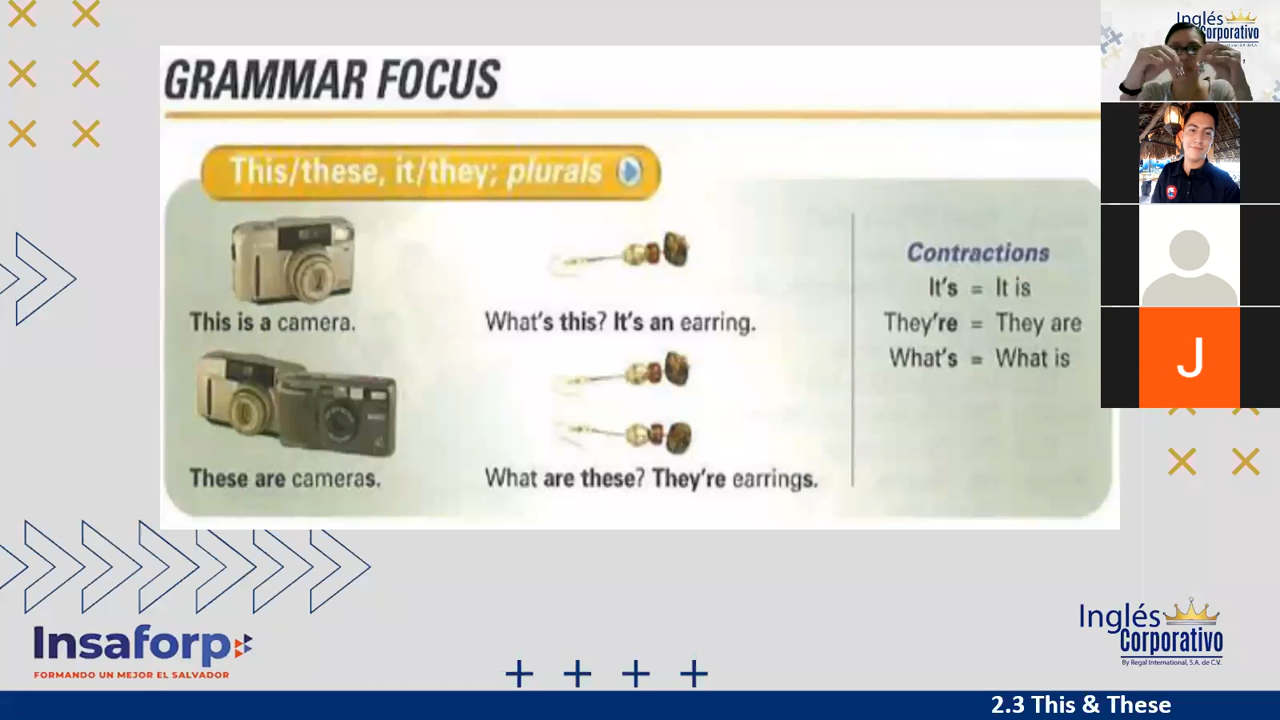 GRAMMAR FOCUS
This/these, it/they; plurals
This is a camera.
What's this? It's an earring.
These are cameras.
What are these? They're earrings.
Contractions
It's = It is
They're = They are
What's = What is
Inglés
Corporativo
J
Insaforp
FORMANDO UN MEJOR EL SALVADOR
Inglés
Corporativo
By Regal International, S.A. de C.V.
2.3 This & These